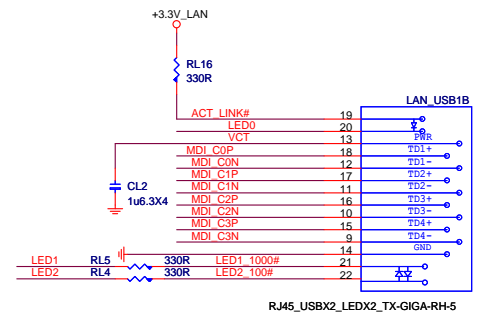 +3.3V_LAN
RL16
330R
LAN_USB1B
ACT_LINK# 19
LED0 20
VCT 13 PWR
MDI_C0P 18 TD1+
MDI_C0N 12 TD1-
MDI_C1P 17 TD2+
MDI_C1N 11 TD2-
MDI_C2P 16 TD3+
MDI_C2N 10 TD3-
MDI_C3P 15 TD4+
MDI_C3N 9 TD4-
14 GND
CL2
1u6.3X4
LED1 RL5 330R LED1_1000# 21
LED2 RL4 330R LED2_100# 22
RJ45_USBX2_LEDX2_TX-GIGA-RH-5